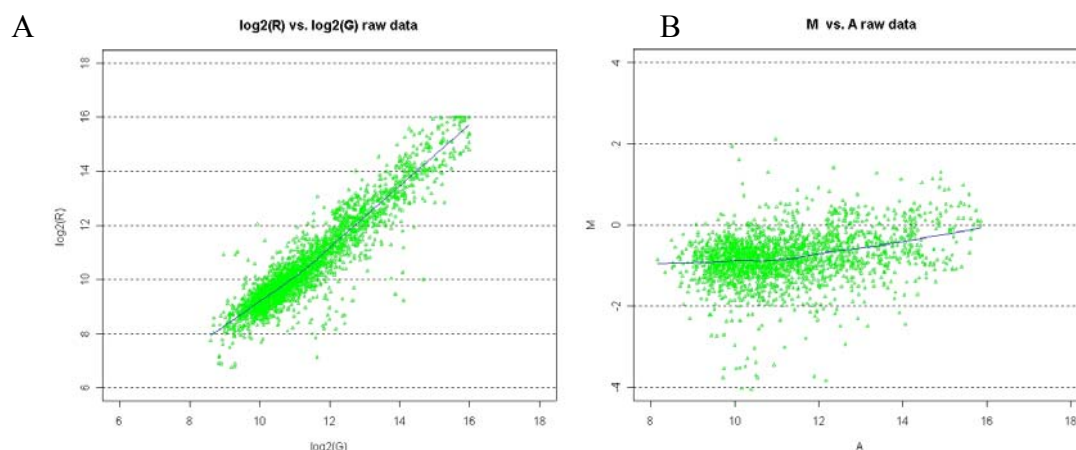 A
log2(R) vs. log2(G) raw data
18
16
14
12
10
8
6
log2(R)
6 8 10 12 14 16 18
log2(G)
B
M vs. A raw data
4
2
0
-2
-4
M
8 10 12 14 16 18
A